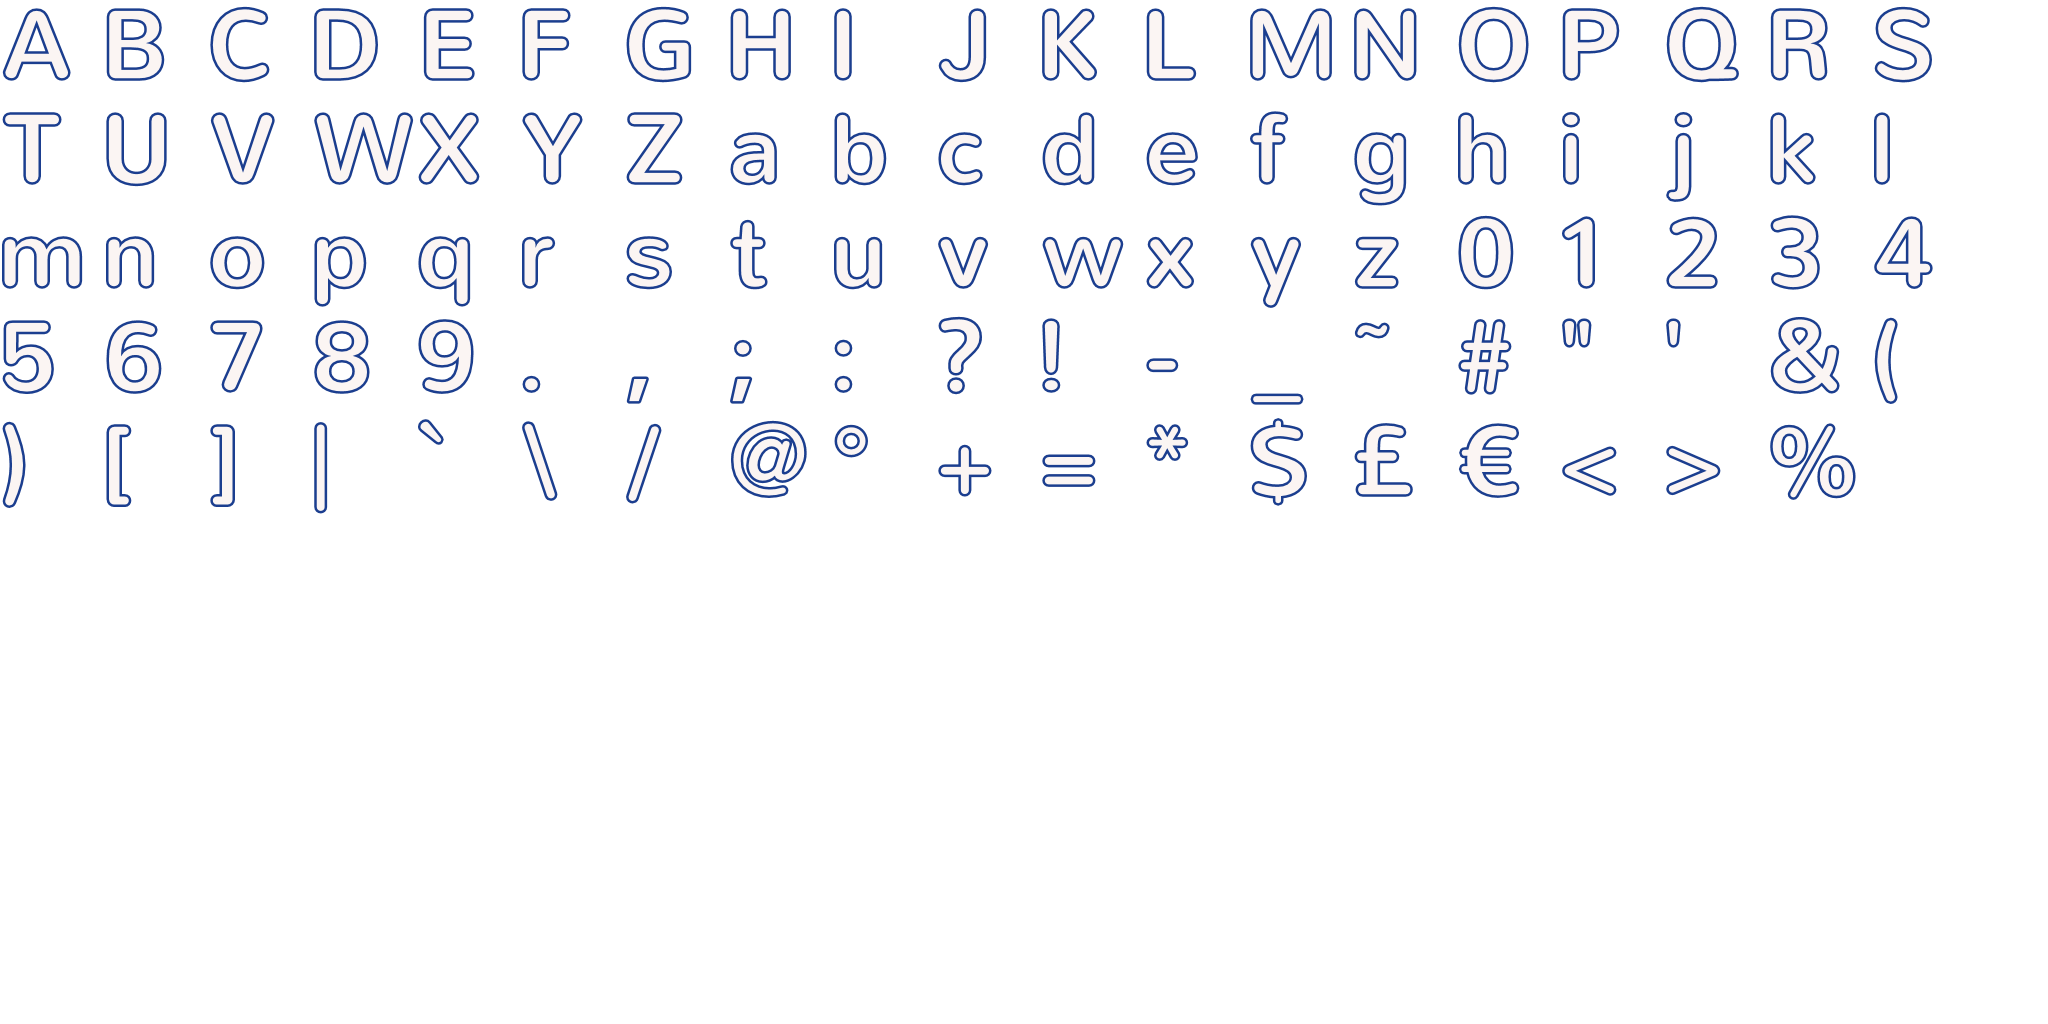 A B C D E F G H I J K L M N O P Q R S
T U V W X Y Z a b c d e f g h i j k l
m n o p q r s t u v w x y z 0 1 2 3 4
5 6 7 8 9 . , ; : ? ! - _ ~ # " ' & (
) [ ] | ` \ / @ ° + = * $ £ € < > %